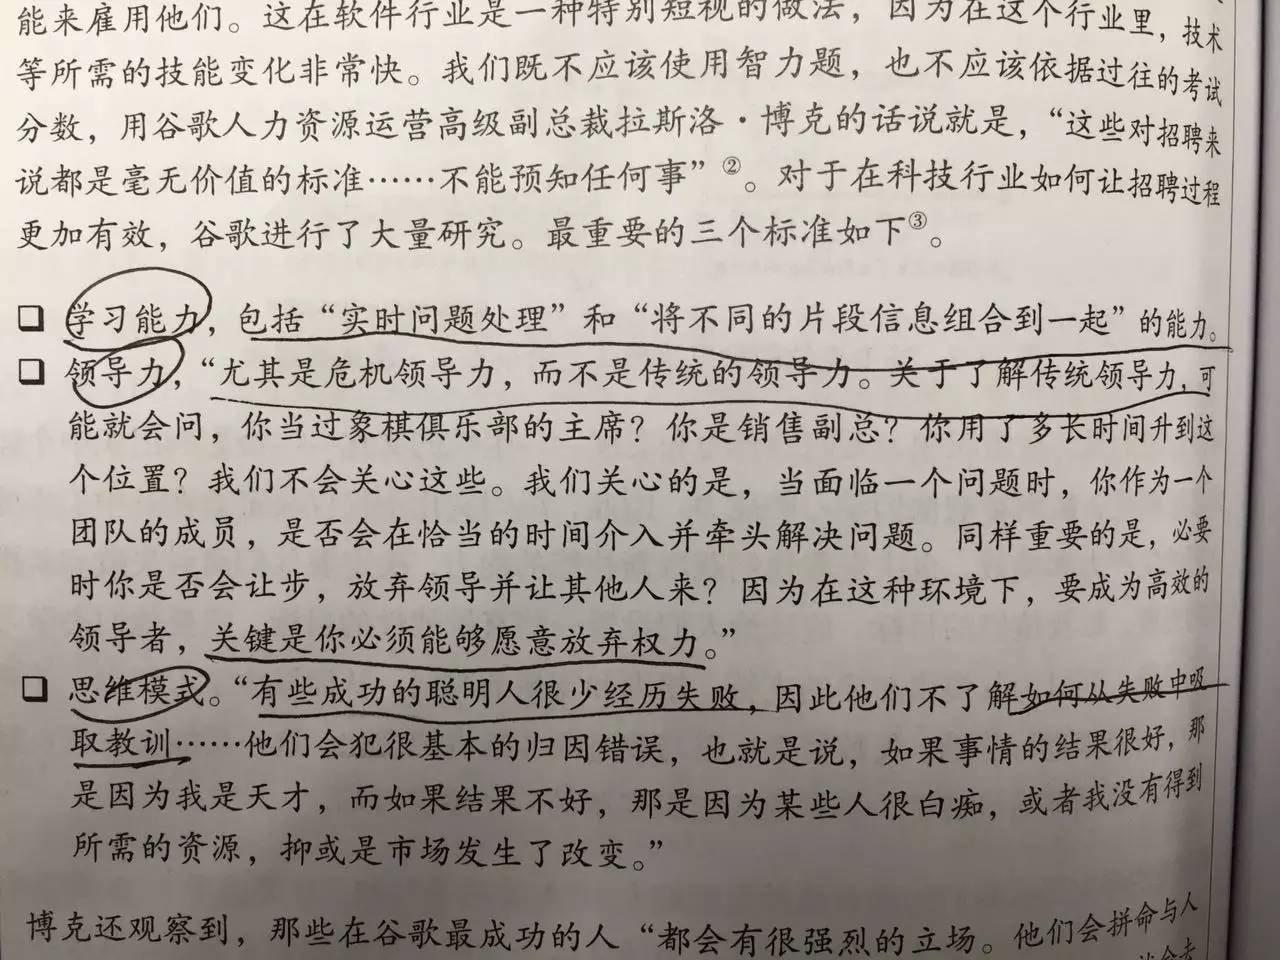 能来雇用他们。这在软件行业是一种特别短视的做法，因为在这个行业里，技术
等所需的技能变化非常快。我们既不应该使用智力题，也不应该依据过往的考试
分数，用谷歌人力资源运营高级副总裁拉斯洛·博克的话说就是，“这些对招聘来
说都是毫无价值的标准……不能预知任何事”②。对于在科技行业如何让招聘过程
更加有效，谷歌进行了大量研究。最重要的三个标准如下③。
❑ 学习能力，包括“实时问题处理”和“将不同的片段信息组合到一起”的能力。
❑ 领导力，“尤其是危机领导力，而不是传统的领导力。关于了解传统领导力，可
能就会问，你当过象棋俱乐部的主席？你是销售副总？你用了多长时间升到这
个位置？我们不会关心这些。我们关心的是，当面临一个问题时，你作为一个
团队的成员，是否会在恰当的时间介入并牵头解决问题。同样重要的是，必要
时你是否会让步，放弃领导并让其他人来？因为在这种环境下，要成为高效的
领导者，关键是你必须能够愿意放弃权力。”
❑ 思维模式。“有些成功的聪明人很少经历失败，因此他们不了解如何从失败中吸
取教训……他们会犯很基本的归因错误，也就是说，如果事情的结果很好，那
是因为我是天才，而如果结果不好，那是因为某些人很白痴，或者我没有得到
所需的资源，抑或是市场发生了改变。”
博克还观察到，那些在谷歌最成功的人“都会有很强烈的立场。他们会拼命与人